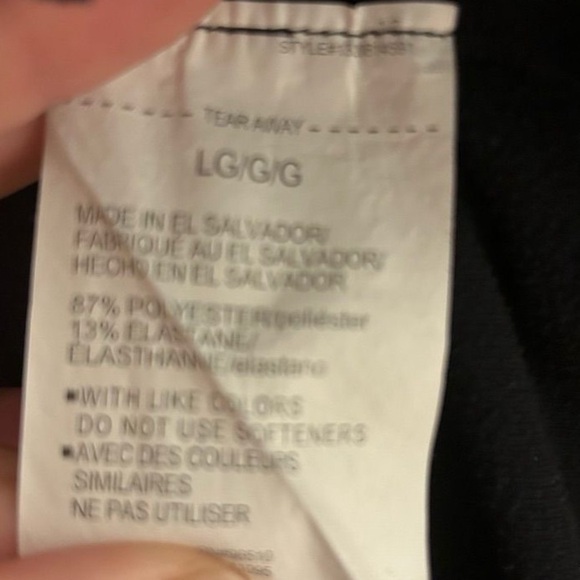 TEAR AWAY
LG/G/G
MADE IN EL SALVADOR/
FABRIQUÉ AU EL SALVADOR/
HECHO EN EL SALVADOR
87% POLYESTER/poliéster
13% ELASTANE/
ÉLASTHANNE/elastano
▪WITH LIKE COLORS
DO NOT USE SOFTENERS
▪AVEC DES COULEURS
SIMILAIRES
NE PAS UTILISER